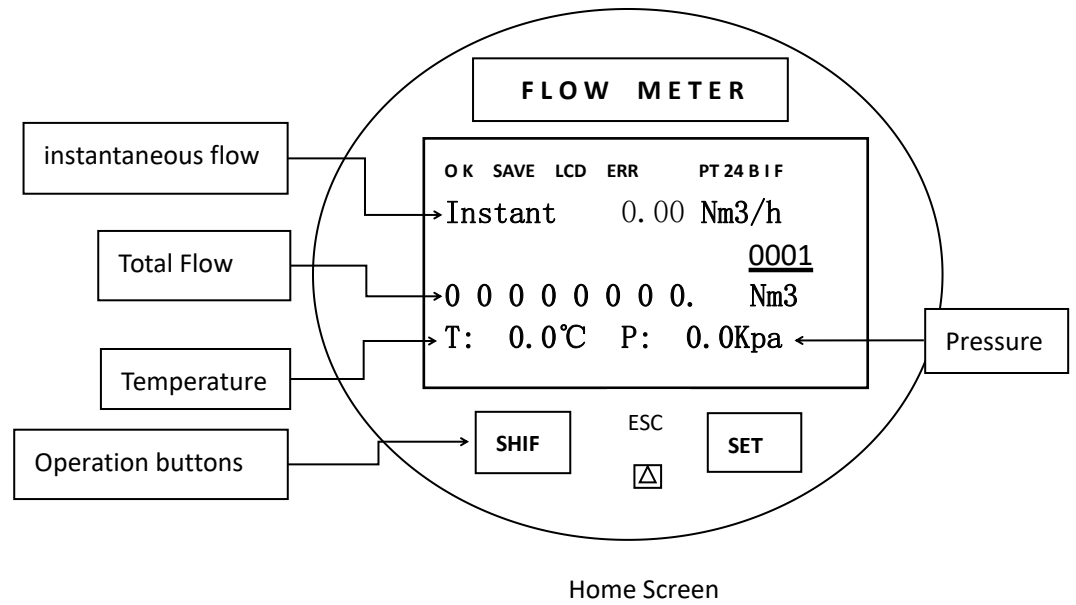 FLOW METER
instantaneous flow
OK SAVE LCD ERR PT 24 B I F
Instant 0.00 Nm3/h
0001
Total Flow
0 0 0 0 0 0 0 0. Nm3
T: 0.0℃ P: 0.0Kpa
Pressure
Temperature
ESC
SHIF
SET
Operation buttons
Home Screen